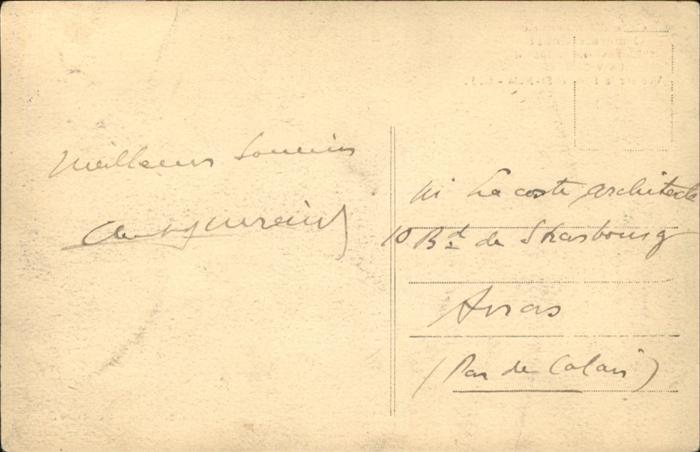 Meilleurs Souvenirs
M Lacoste architecte
10 Bd de Strasbourg
Arras
(Pas de Calais)